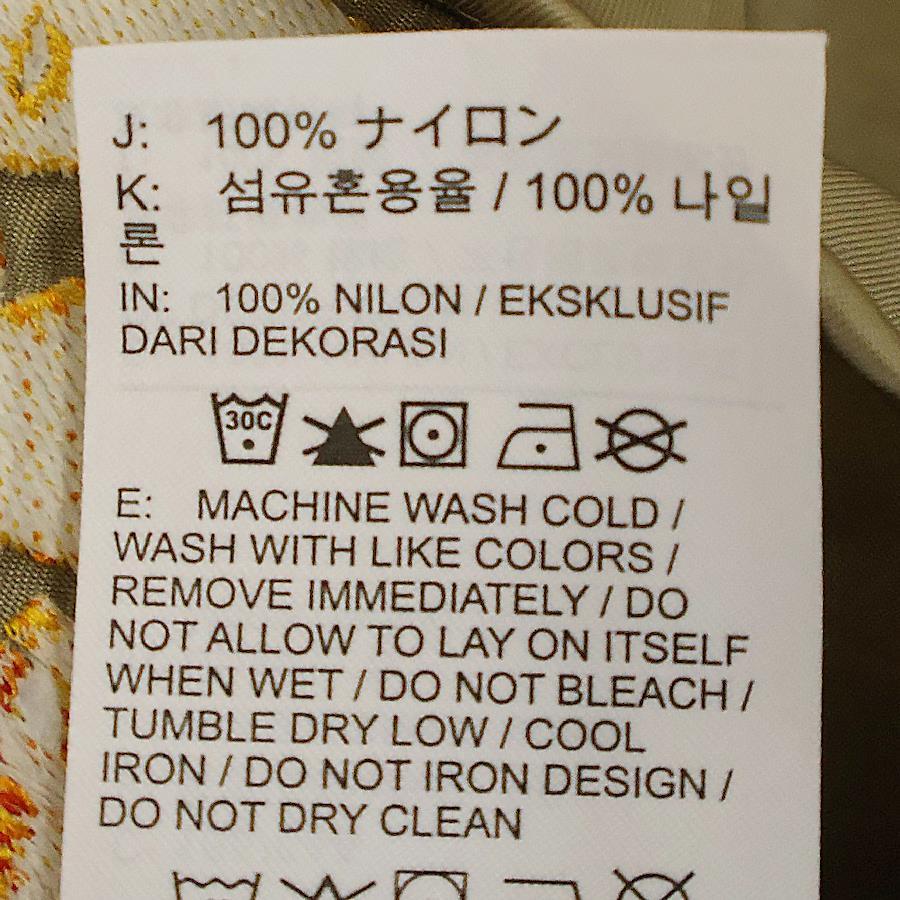 J: 100% ナイロン
K: 섬유혼용율 / 100% 나일
론
IN: 100% NILON / EKSKLUSIF
DARI DEKORASI
30C
E: MACHINE WASH COLD /
WASH WITH LIKE COLORS /
REMOVE IMMEDIATELY / DO
NOT ALLOW TO LAY ON ITSELF
WHEN WET / DO NOT BLEACH /
TUMBLE DRY LOW / COOL
IRON / DO NOT IRON DESIGN /
DO NOT DRY CLEAN